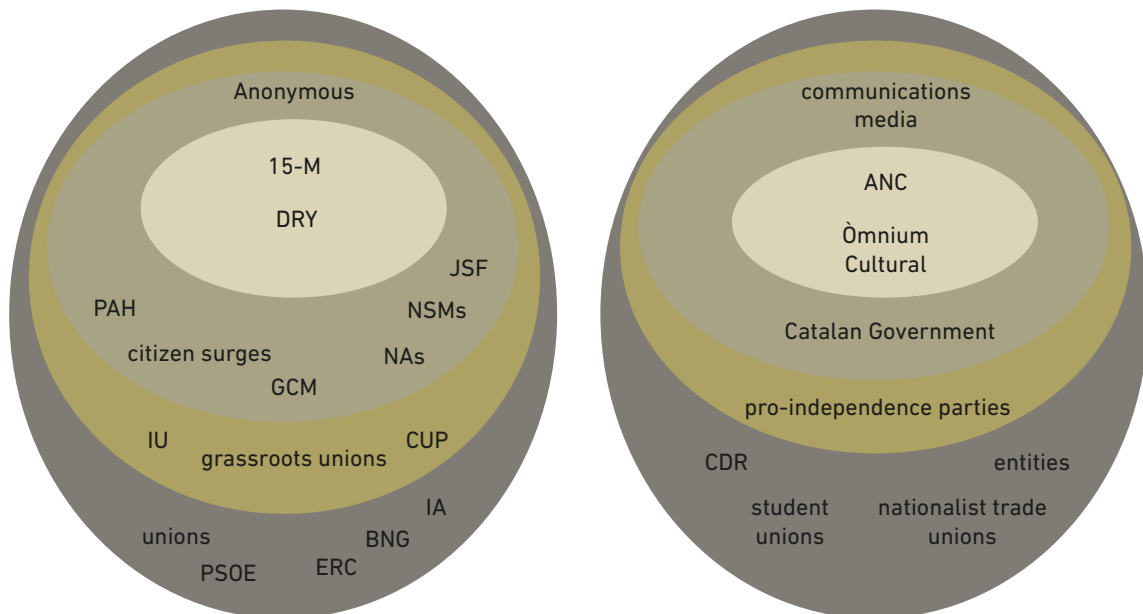 Anonymous
15-M
DRY
JSF
PAH
NSMs
citizen surges
NAs
GCM
IU
CUP
grassroots unions
IA
unions
BNG
ERC
PSOE
communications
media
ANC
Òmnium
Cultural
Catalan Government
pro-independence parties
CDR
entities
student
unions
nationalist trade
unions